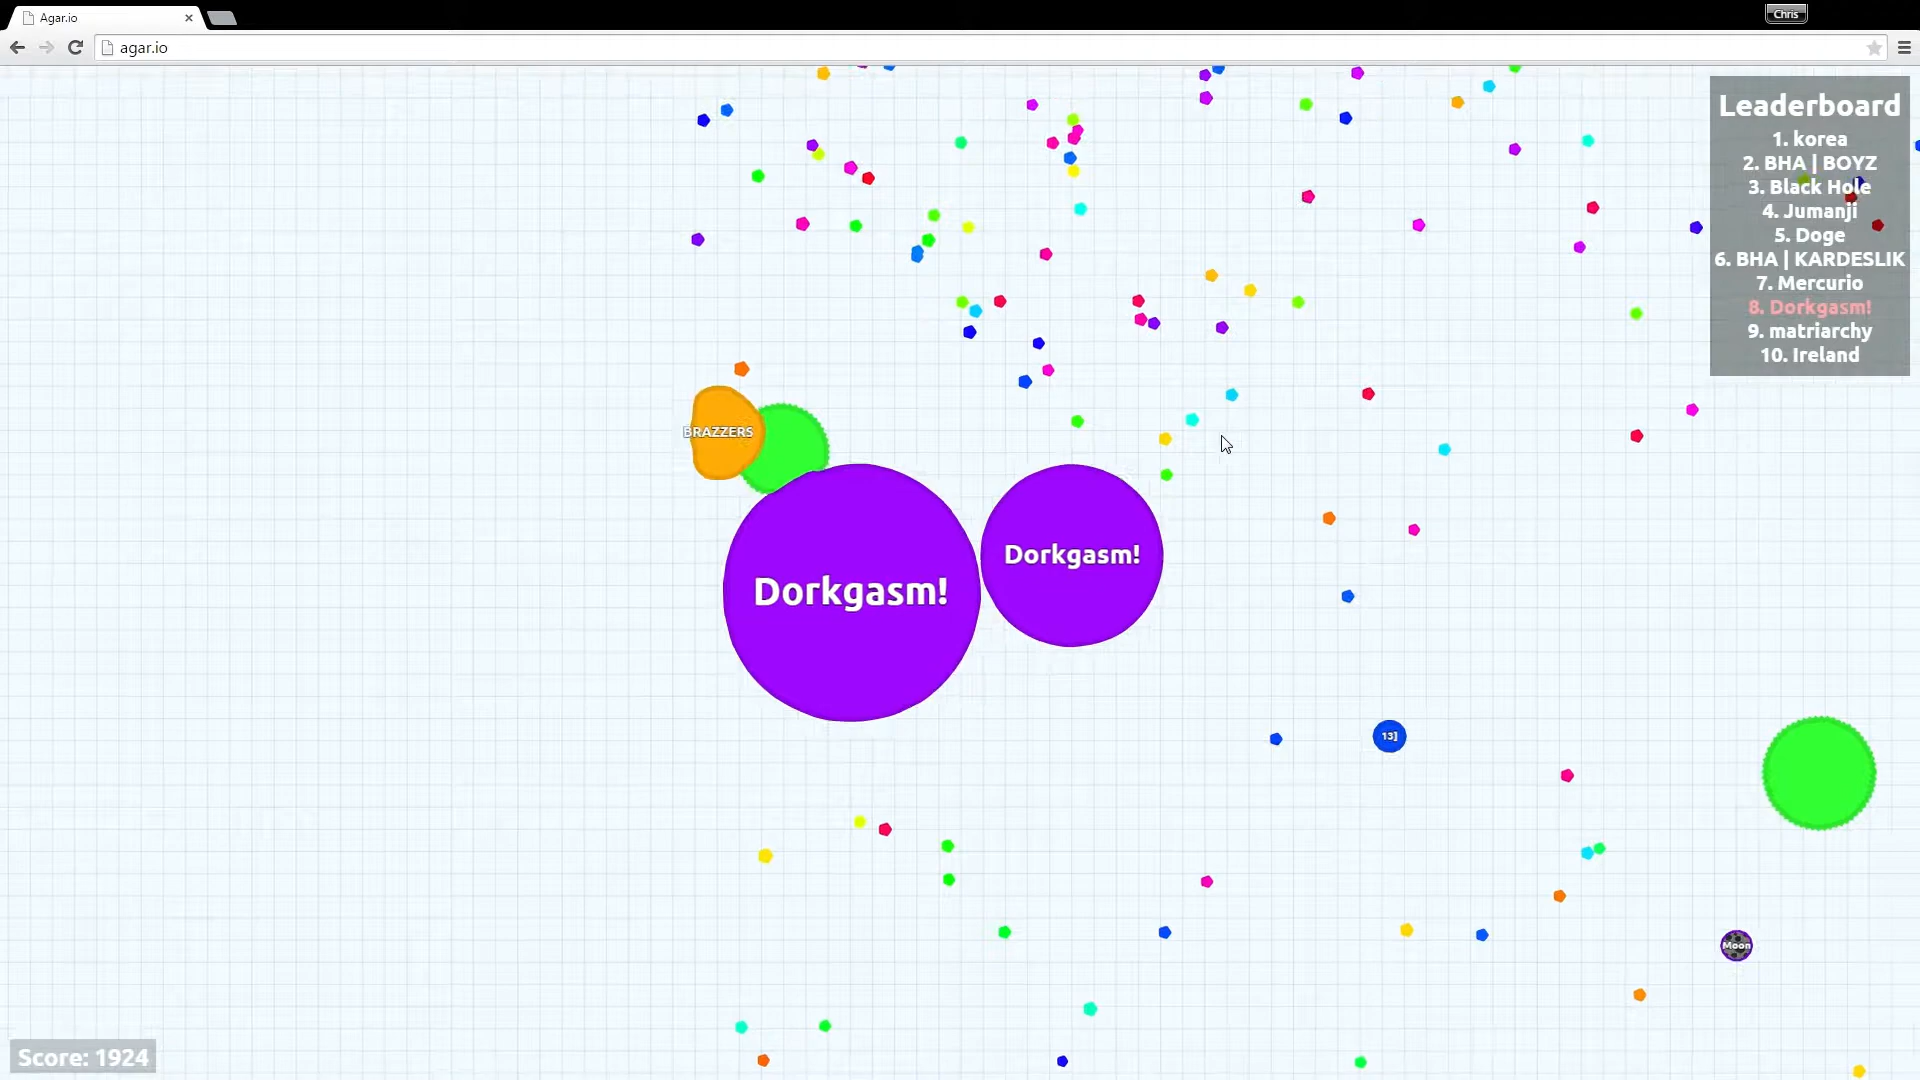 Agar.io
Chris
agar.io
Leaderboard
1. korea
2. BHA | BOYZ
3. Black Hole
4. Jumanji
5. Doge
6. BHA | KARDESLIK
7. Mercurio
8. Dorkgasm!
9. matriarchy
10. Ireland
BRAZZERS
Dorkgasm!
Dorkgasm!
13]
Moon
Score: 1924